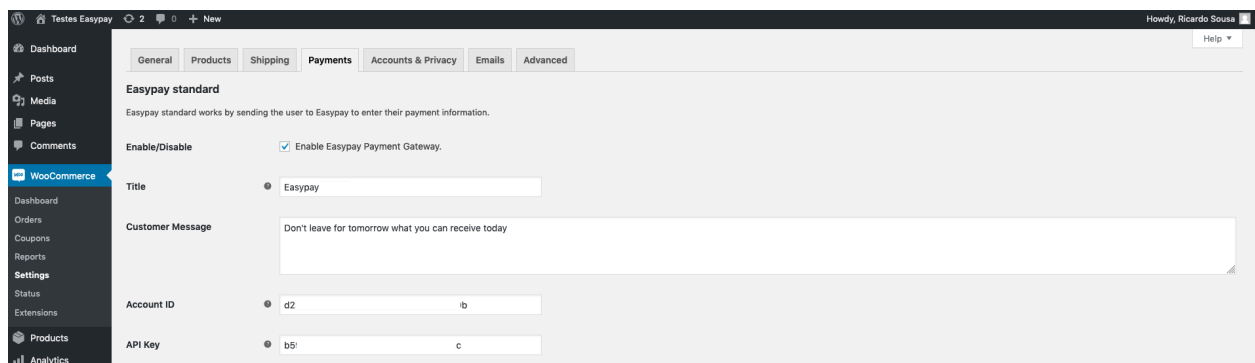 Testes Easypay 2 0 + New Howdy, Ricardo Sousa
Help ▼
Dashboard
Posts
Media
Pages
Comments
WooCommerce
Dashboard
Orders
Coupons
Reports
Settings
Status
Extensions
Products
Analytics
General Products Shipping Payments Accounts & Privacy Emails Advanced
Easypay standard
Easypay standard works by sending the user to Easypay to enter their payment information.
Enable/Disable Enable Easypay Payment Gateway.
Title Easypay
Customer Message Don't leave for tomorrow what you can receive today
Account ID d2 b
API Key b5 c